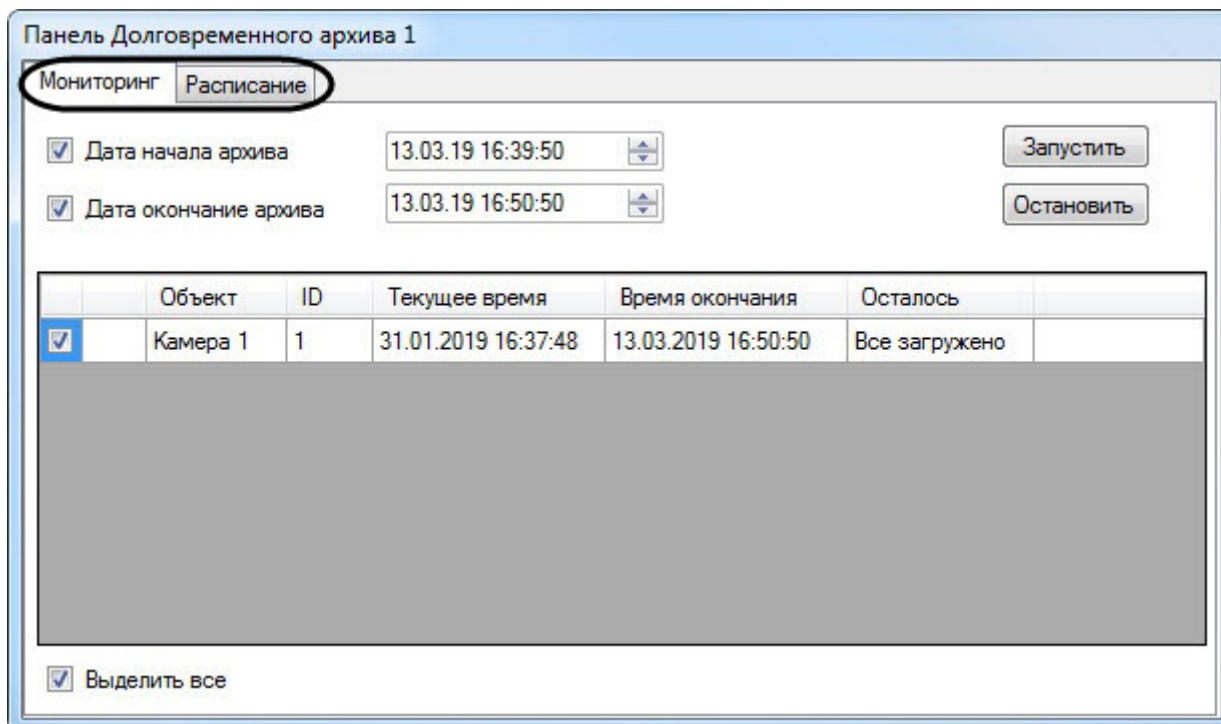 Панель Долговременного архива 1
Мониторинг Расписание
Дата начала архива 13.03.19 16:39:50 Запустить
Дата окончание архива 13.03.19 16:50:50 Остановить
Объект ID Текущее время Время окончания Осталось
Камера 1 1 31.01.2019 16:37:48 13.03.2019 16:50:50 Все загружено
Выделить все